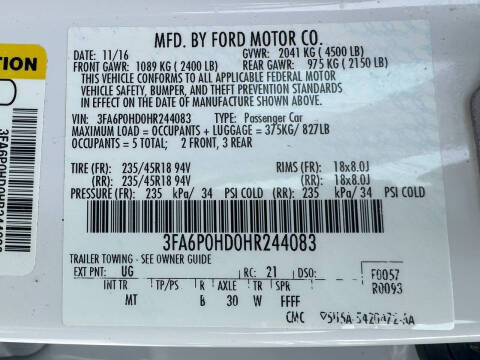 MFD. BY FORD MOTOR CO.
DATE: 11/16 GVWR: 2041 KG (4500 LB)
FRONT GAWR: 1089 KG (2400 LB) REAR GAWR: 975 KG (2150 LB)
THIS VEHICLE CONFORMS TO ALL APPLICABLE FEDERAL MOTOR
VEHICLE SAFETY, BUMPER, AND THEFT PREVENTION STANDARDS IN
EFFECT ON THE DATE OF MANUFACTURE SHOWN ABOVE.
VIN: 3FA6P0HD0HR244083 TYPE: Passenger Car
MAXIMUM LOAD = OCCUPANTS + LUGGAGE = 375KG/ 827LB
OCCUPANTS = 5 TOTAL; 2 FRONT, 3 REAR
TIRE (FR): 235/45R18 94V RIMS (FR): 18x8.0J
(RR): 235/45R18 94V (RR): 18x8.0J
PRESSURE (FR): 235 kPa/ 34 PSI COLD (RR): 235 kPa/ 34 PSI COLD
3FA6P0HD0HR244083
TRAILER TOWING - SEE OWNER GUIDE
EXT PNT: UG RC: 21 DSO: F0057
R0093
INT TR TP/PS R AXLE TR SPR
MT B 30 W FFFF
CMC
TION
3FA6P0HD0HR244083